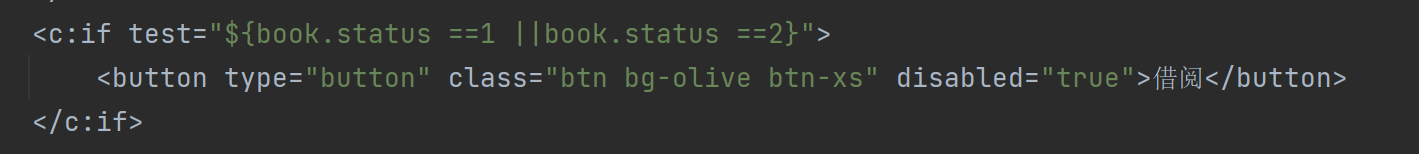 <c:if test="${book.status ==1 ||book.status ==2}">
<button type="button" class="btn bg-olive btn-xs" disabled="true">借阅</button>
</c:if>